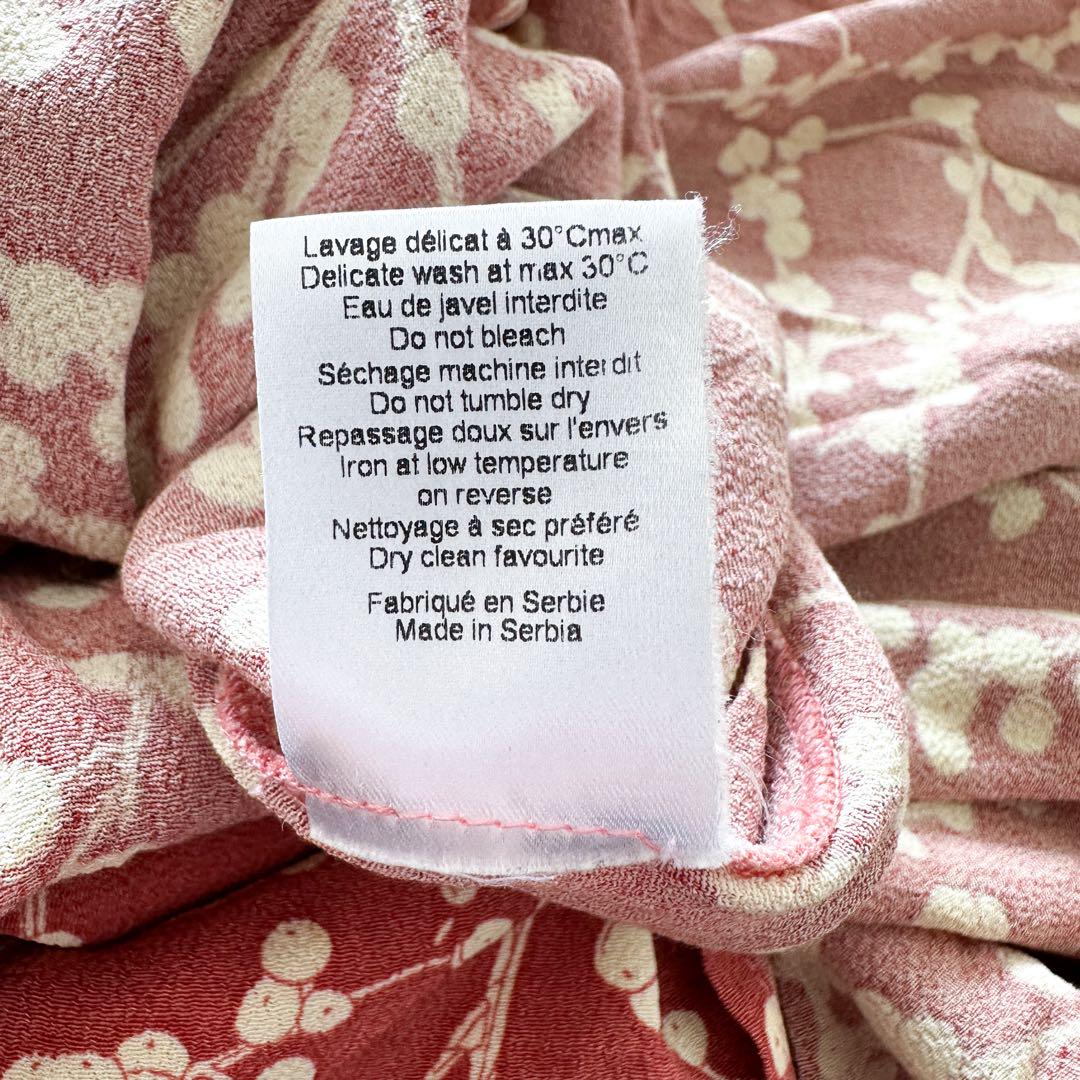 Lavage délicat à 30°Cmax
Delicate wash at max 30°C
Eau de javel interdite
Do not bleach
Séchage machine interdit
Do not tumble dry
Repassage doux sur l'envers
Iron at low temperature
on reverse
Nettoyage à sec préféré
Dry clean favourite
Fabriqué en Serbie
Made in Serbia